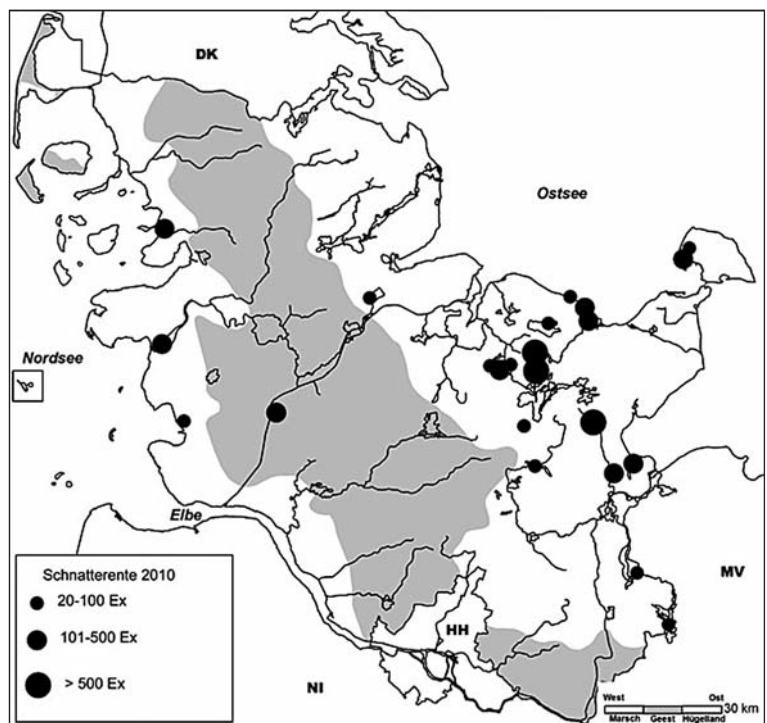 DK
Ostsee
Nordsee
Elbe
MV
HH
NI
Schnatterente 2010
20-100 Ex
101-500 Ex
> 500 Ex
West Ost
30 km
Marsch Geest Hügelland